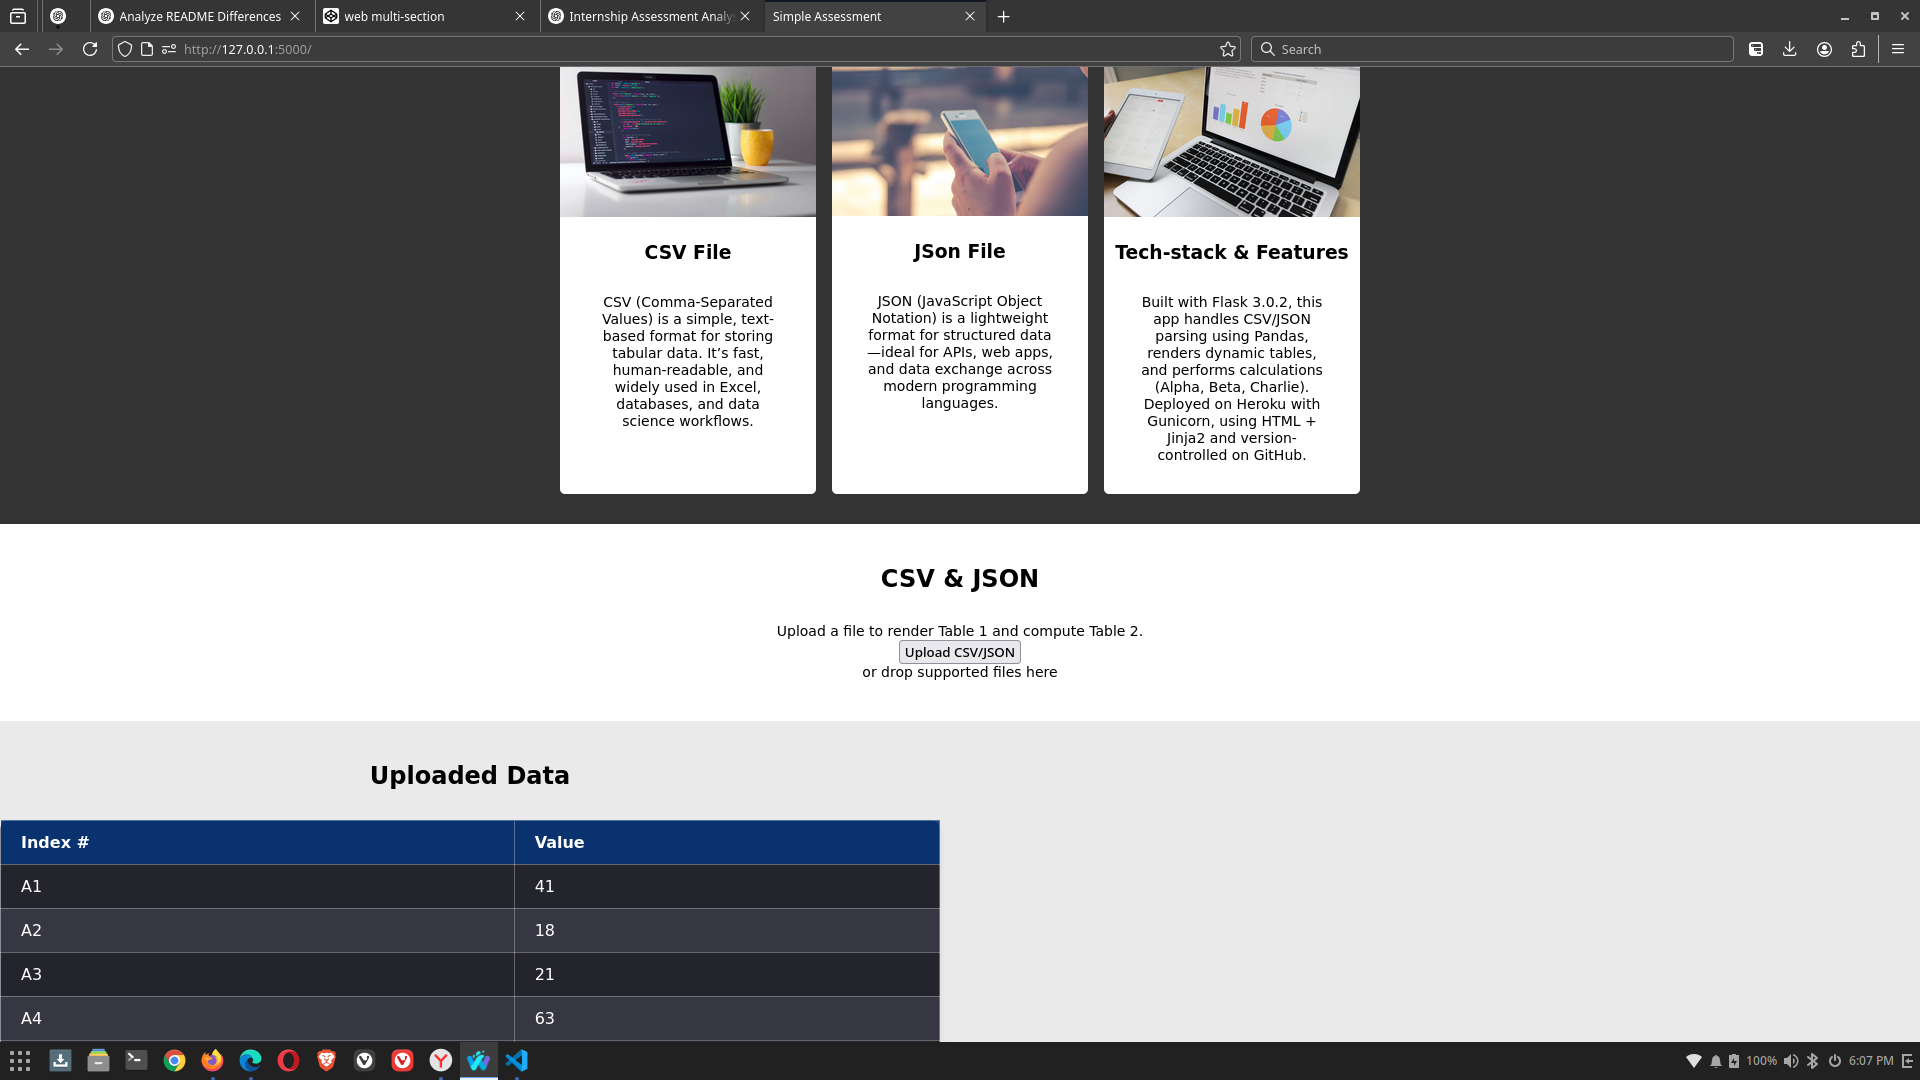 Analyze README Differences
web multi-section
Internship Assessment Analy
Simple Assessment
http://127.0.0.1:5000/
Search
CSV File
CSV (Comma-Separated
Values) is a simple, text-
based format for storing
tabular data. It’s fast,
human-readable, and
widely used in Excel,
databases, and data
science workflows.
JSon File
JSON (JavaScript Object
Notation) is a lightweight
format for structured data
—ideal for APIs, web apps,
and data exchange across
modern programming
languages.
Tech-stack & Features
Built with Flask 3.0.2, this
app handles CSV/JSON
parsing using Pandas,
renders dynamic tables,
and performs calculations
(Alpha, Beta, Charlie).
Deployed on Heroku with
Gunicorn, using HTML +
Jinja2 and version-
controlled on GitHub.
CSV & JSON
Upload a file to render Table 1 and compute Table 2.
Upload CSV/JSON
or drop supported files here
Uploaded Data
Index # Value
A1 41
A2 18
A3 21
A4 63
100%
6:07 PM